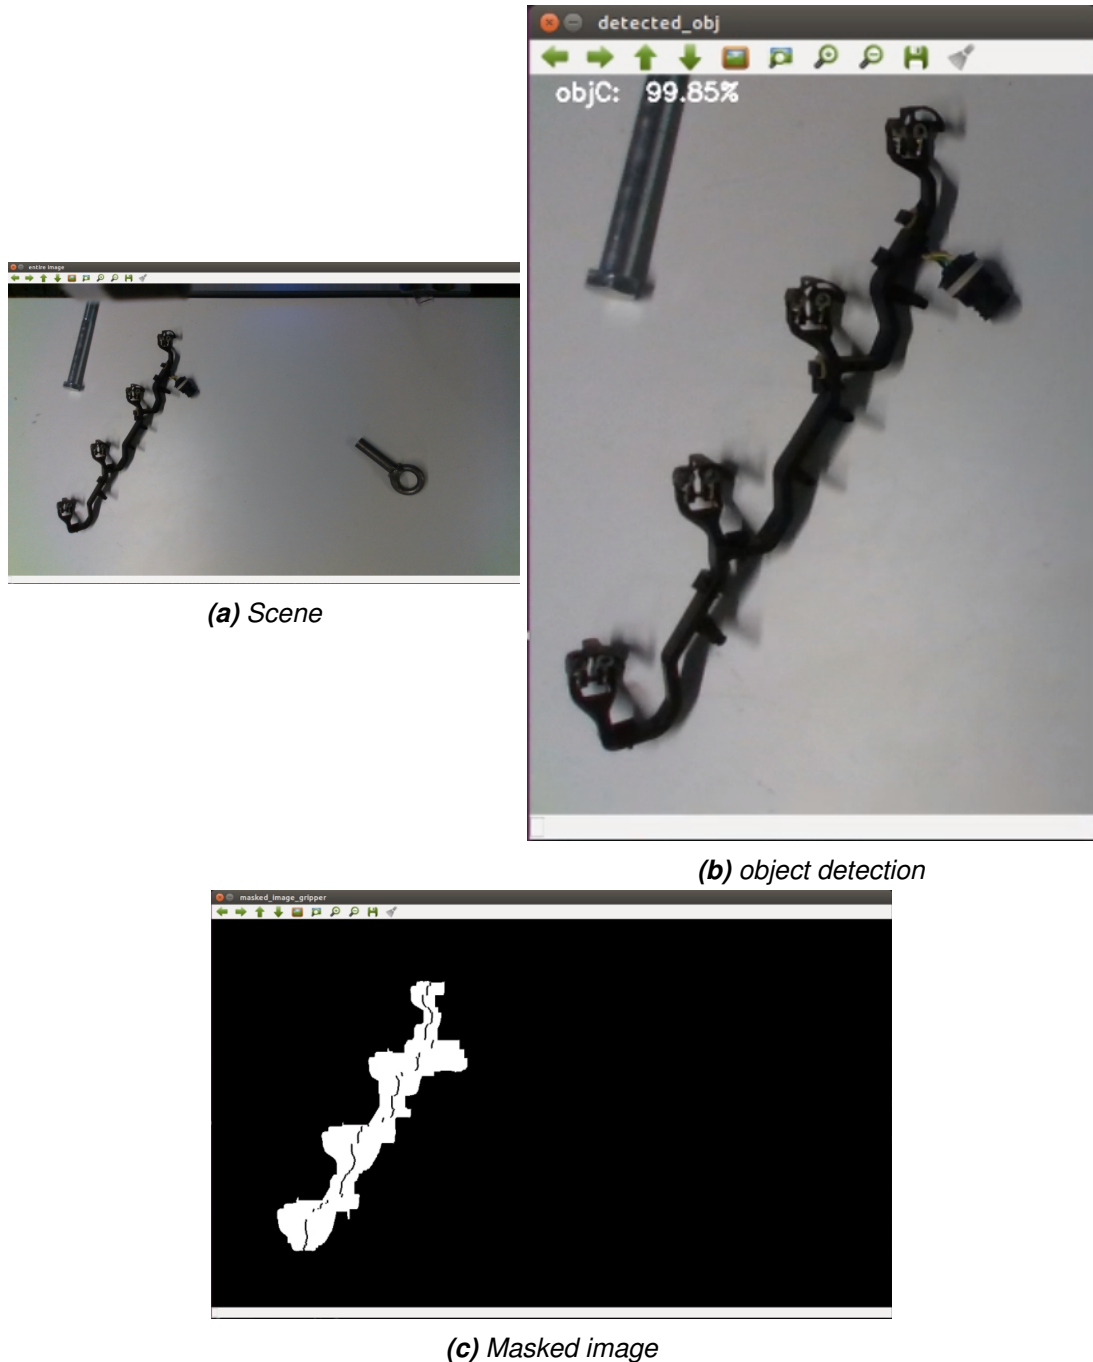 detected_obj
objC: 99.85%
entire image
(a) Scene
(b) object detection
masked_image_gripper
(c) Masked image